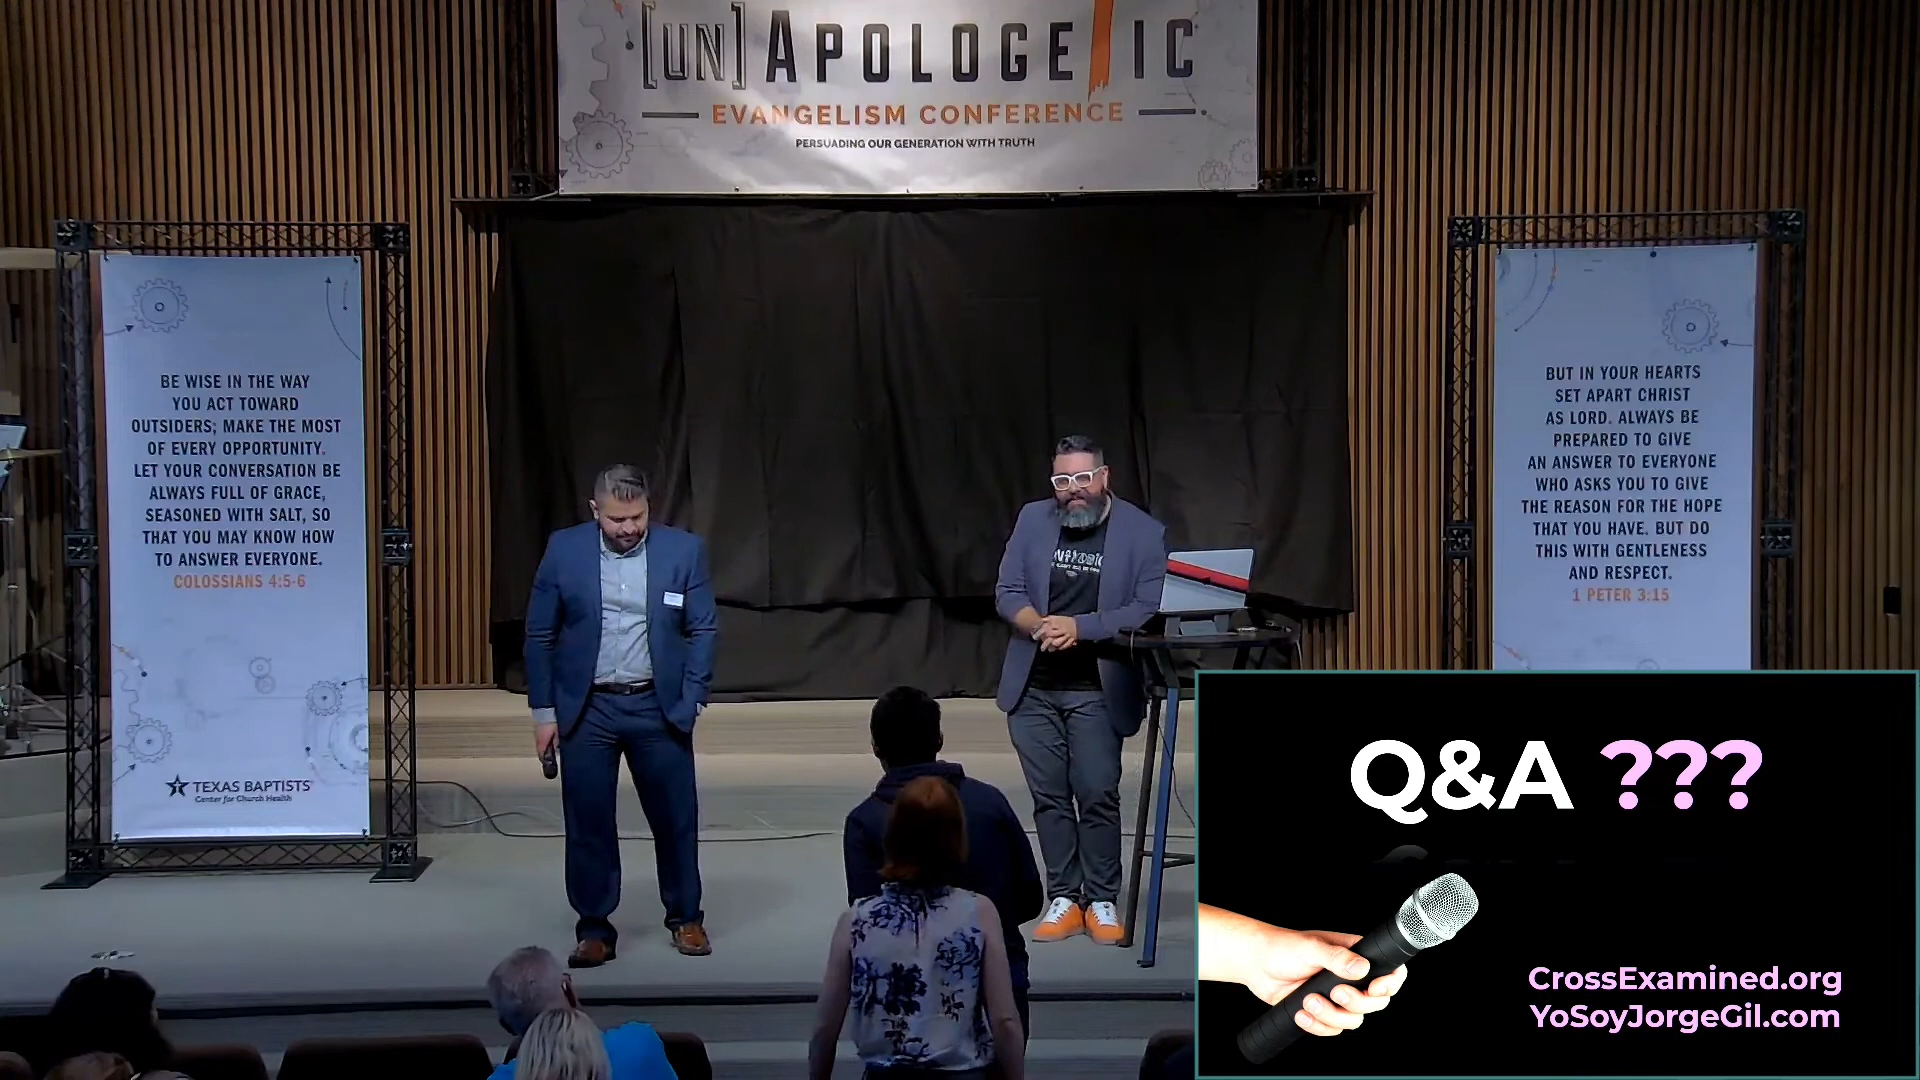 [UN]APOLOGETIC
EVANGELISM CONFERENCE
PERSUADING OUR GENERATION WITH TRUTH
BE WISE IN THE WAY
YOU ACT TOWARD
OUTSIDERS; MAKE THE MOST
OF EVERY OPPORTUNITY.
LET YOUR CONVERSATION BE
ALWAYS FULL OF GRACE,
SEASONED WITH SALT, SO
THAT YOU MAY KNOW HOW
TO ANSWER EVERYONE.
COLOSSIANS 4:5-6
TEXAS BAPTISTS
Center for Church Health
BUT IN YOUR HEARTS
SET APART CHRIST
AS LORD. ALWAYS BE
PREPARED TO GIVE
AN ANSWER TO EVERYONE
WHO ASKS YOU TO GIVE
THE REASON FOR THE HOPE
THAT YOU HAVE. BUT DO
THIS WITH GENTLENESS
AND RESPECT.
1 PETER 3:15
Q&A ???
CrossExamined.org
YoSoyJorgeGil.com